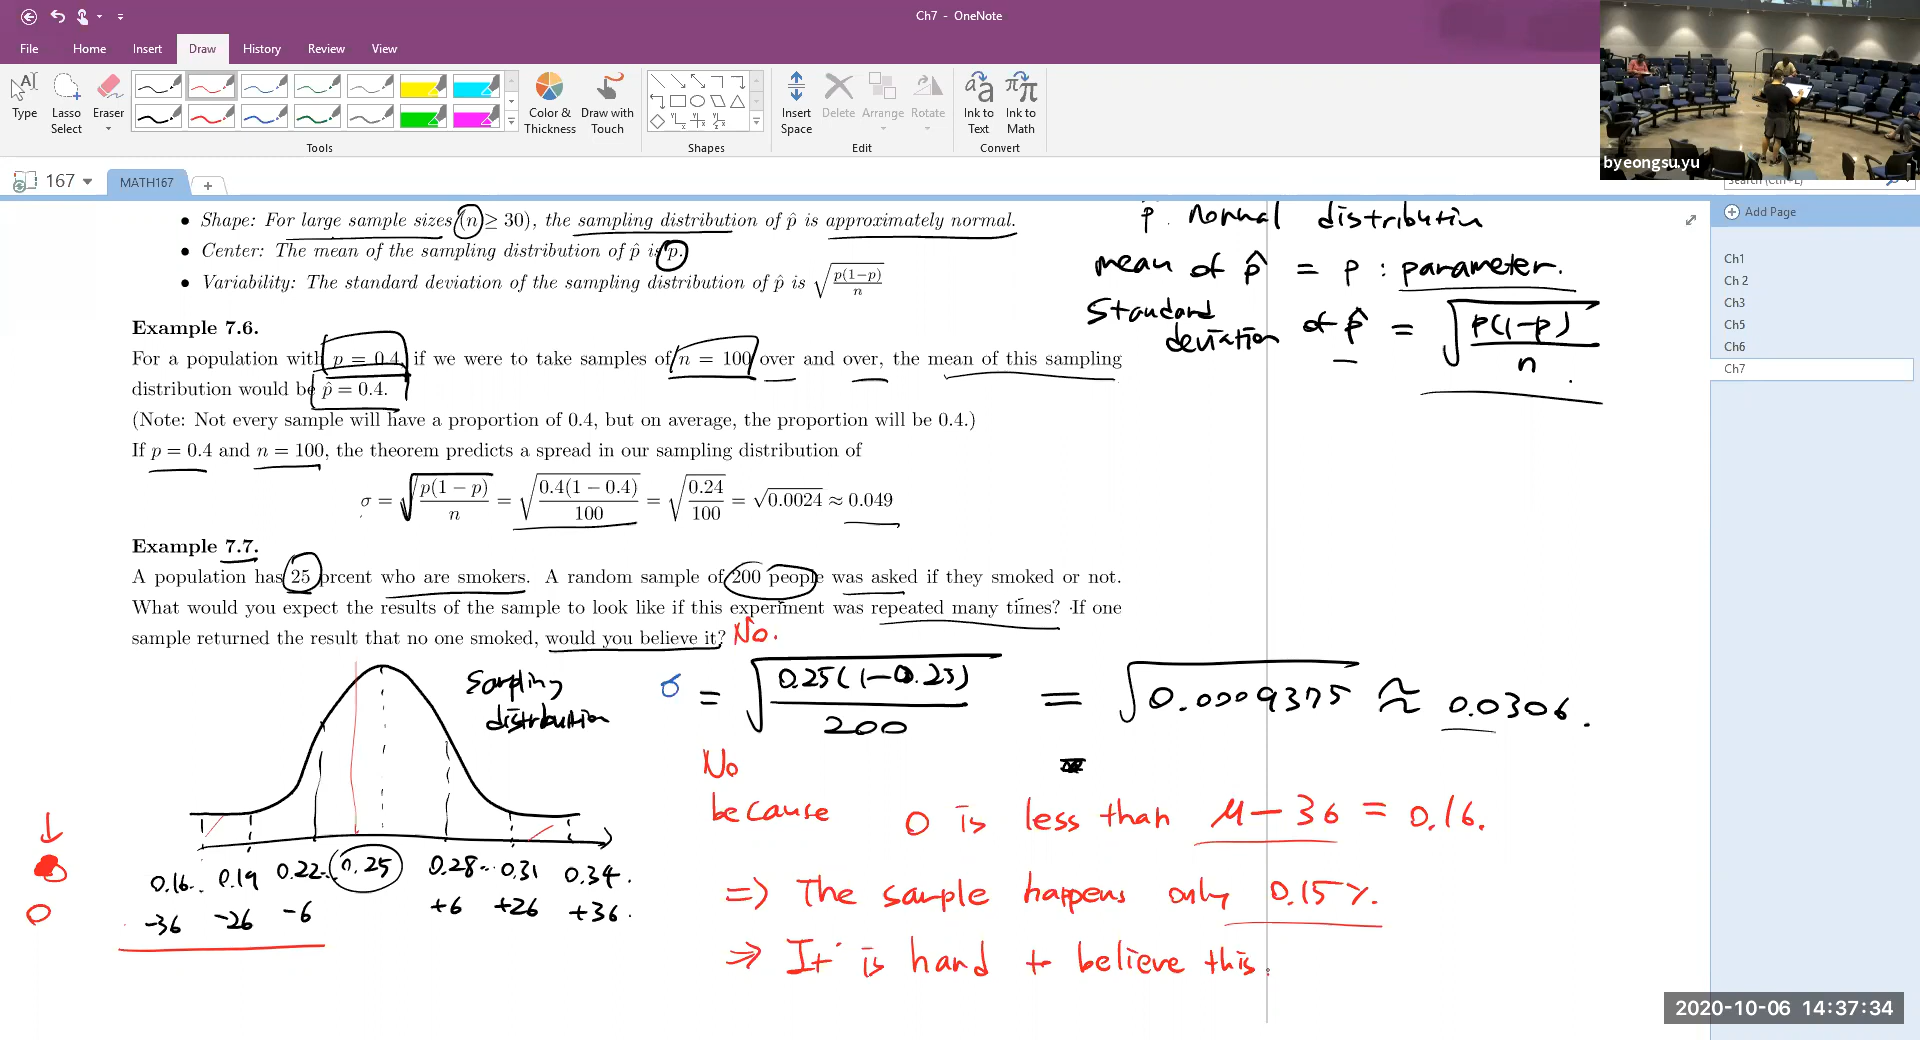 Ch7 - OneNote
File Home Insert Draw History Review View
Type Lasso Select Eraser Color & Thickness Draw with Touch Insert Space Delete Arrange Rotate Ink to Text Ink to Math
Tools Shapes Edit Convert
byeongsu.yu
167 MATH167
Search (Ctrl+E)
Add Page
Ch1
Ch 2
Ch3
Ch5
Ch6
Ch7
• Shape: For large sample sizes (n ≥ 30), the sampling distribution of p̂ is approximately normal.
• Center: The mean of the sampling distribution of p̂ is p.
• Variability: The standard deviation of the sampling distribution of p̂ is √(p(1−p)/n)
p̂. Normal distributin
mean of p̂ = p : parameter.
Standard deviation of p̂ = √(p(1-p)/n)
Example 7.6.
For a population with p = 0.4, if we were to take samples of n = 100 over and over, the mean of this sampling
distribution would be p̂ = 0.4.
(Note: Not every sample will have a proportion of 0.4, but on average, the proportion will be 0.4.)
If p = 0.4 and n = 100, the theorem predicts a spread in our sampling distribution of
σ = √(p(1 − p)/n) = √(0.4(1 − 0.4)/100) = √(0.24/100) = √0.0024 ≈ 0.049
Example 7.7.
A population has 25 prcent who are smokers. A random sample of 200 people was asked if they smoked or not.
What would you expect the results of the sample to look like if this experiment was repeated many times? If one
sample returned the result that no one smoked, would you believe it? No.
Sampling distribution
σ = √(0.25(1-0.25)/200) = √0.0009375 ≈ 0.0306.
No
because 0 is less than μ - 3σ = 0.16.
0.16 0.19 0.22 0.25 0.28 0.31 0.34
-3σ -2σ -σ +σ +2σ +3σ
0
=> The sample happens only 0.15%.
=> It is hand to believe this.
2020-10-06 14:37:34